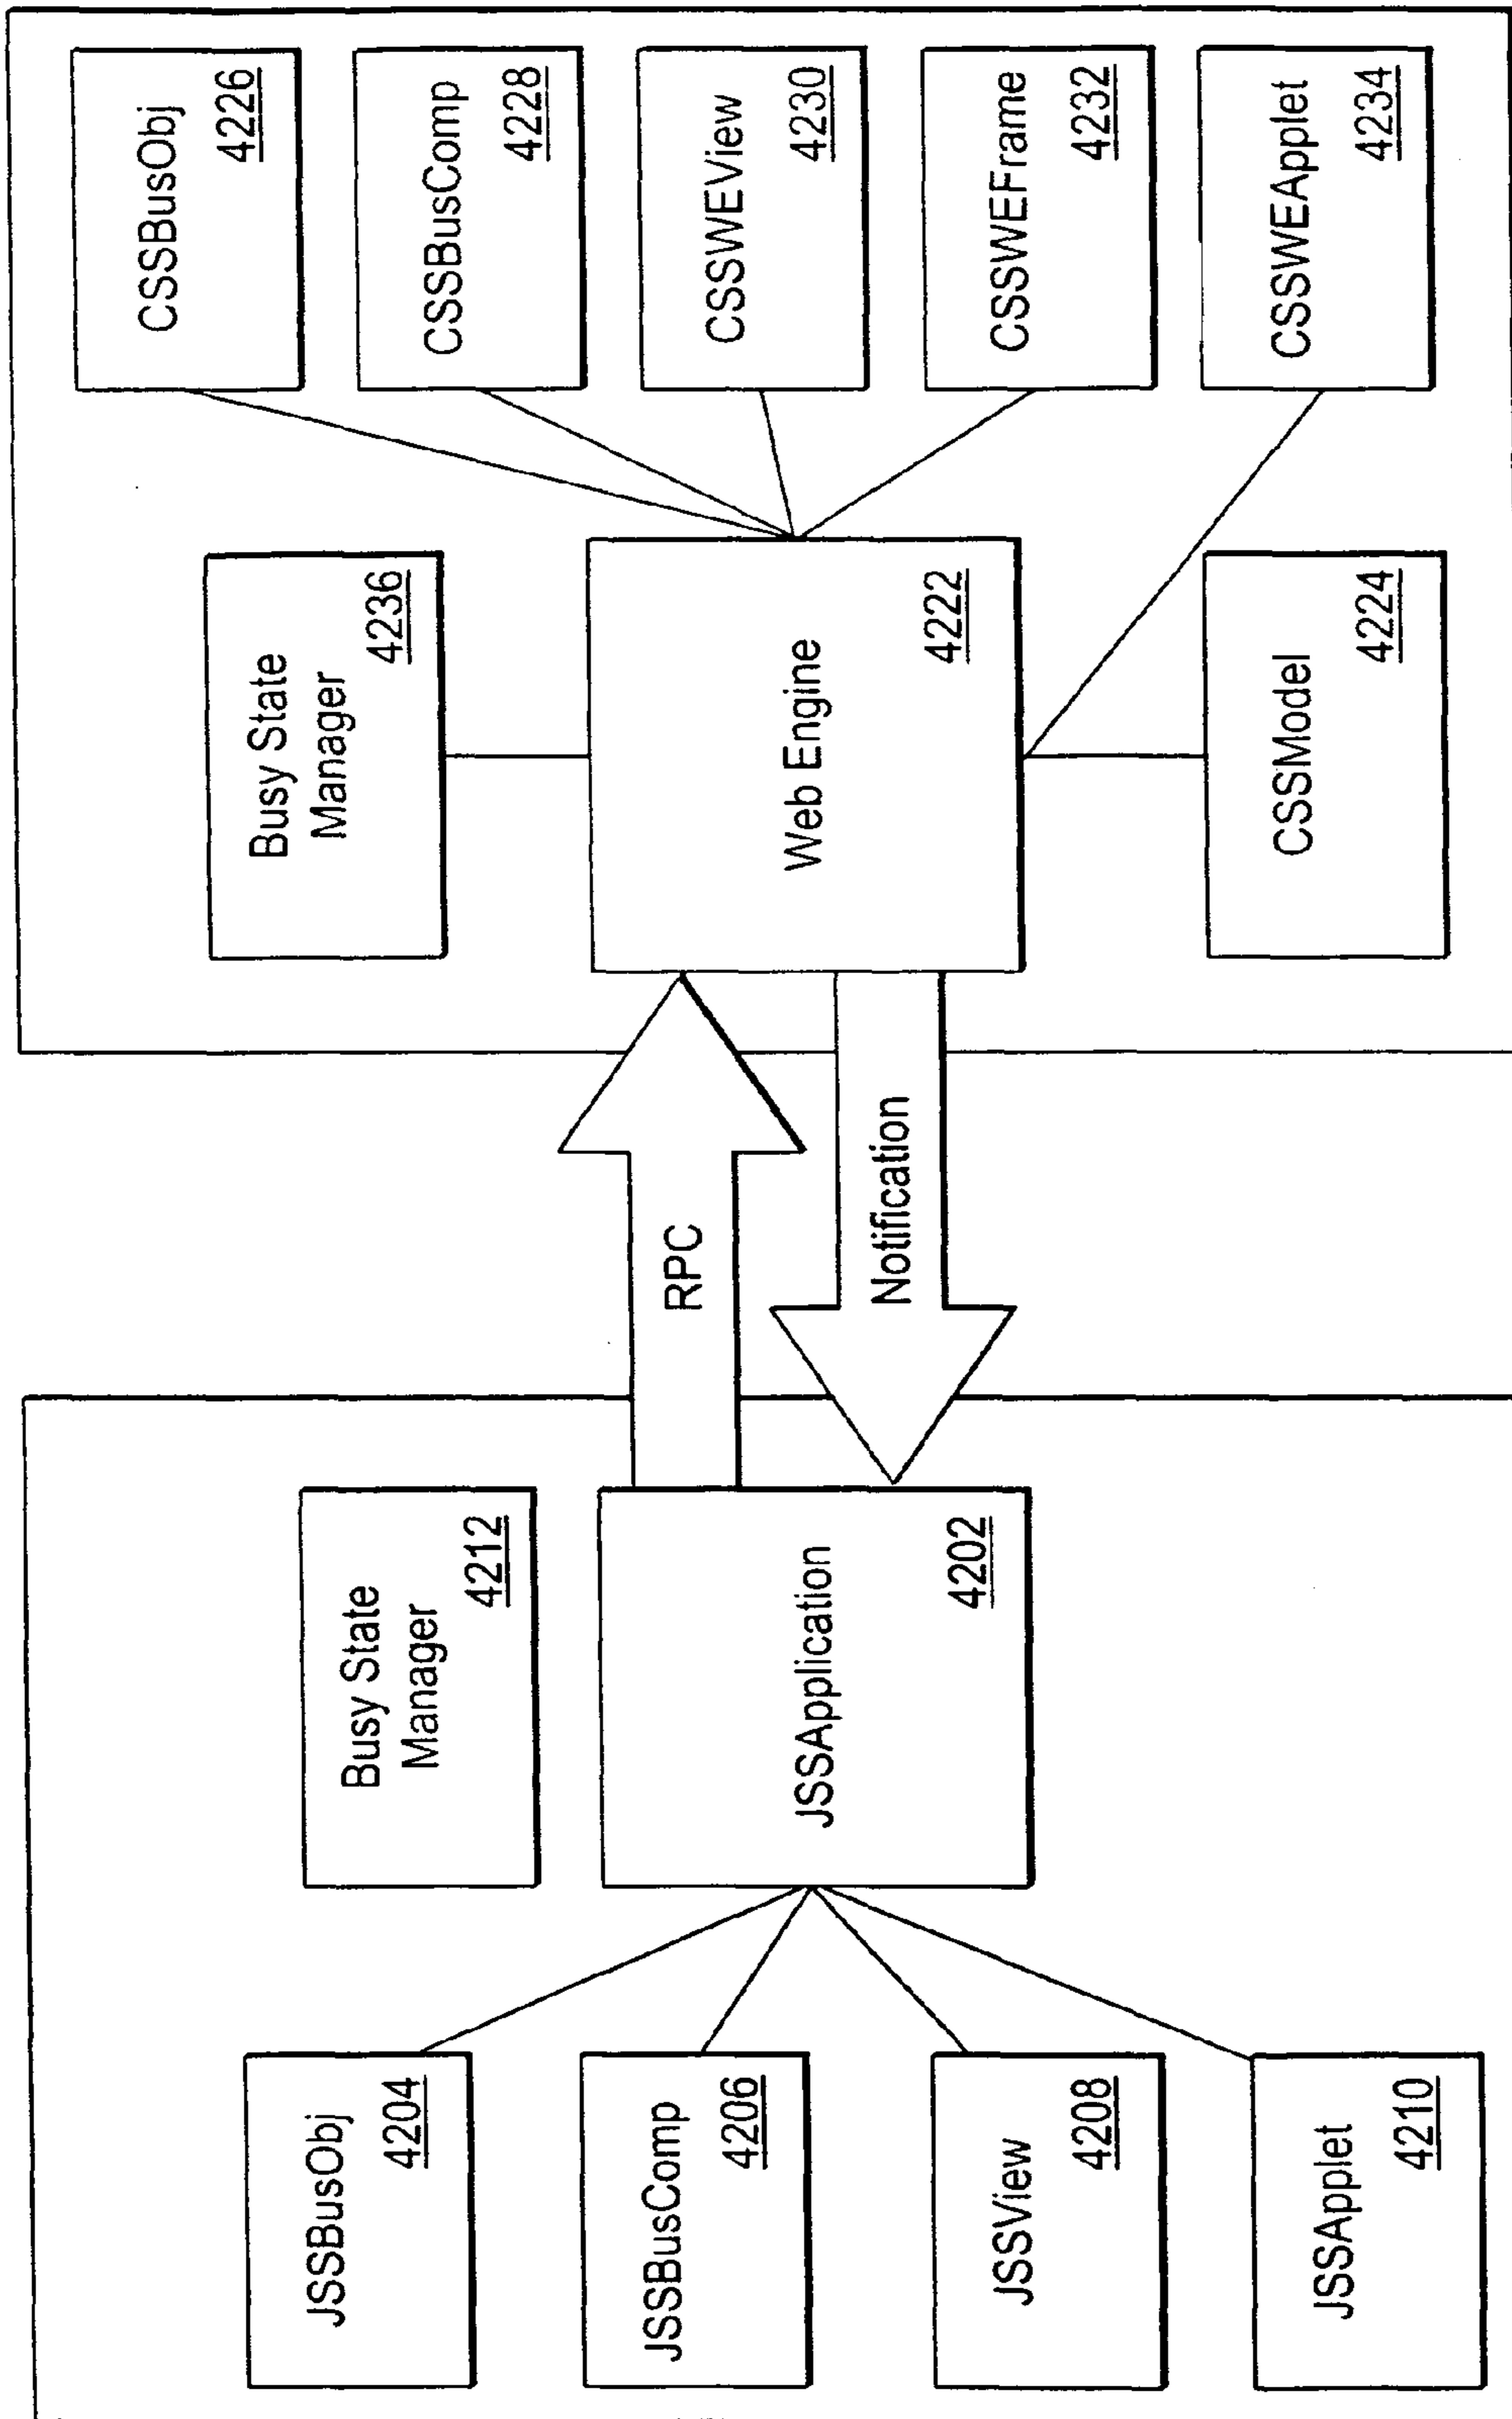 JSSBusObj
4204
JSSBusComp
4206
JSSView
4208
JSSApplet
4210
Busy State
Manager
4212
JSSApplication
4202
RPC
Notification
Busy State
Manager
4236
Web Engine
4222
CSSModel
4224
CSSBusObj
4226
CSSBusComp
4228
CSSWEView
4230
CSSWEFrame
4232
CSSWEApplet
4234